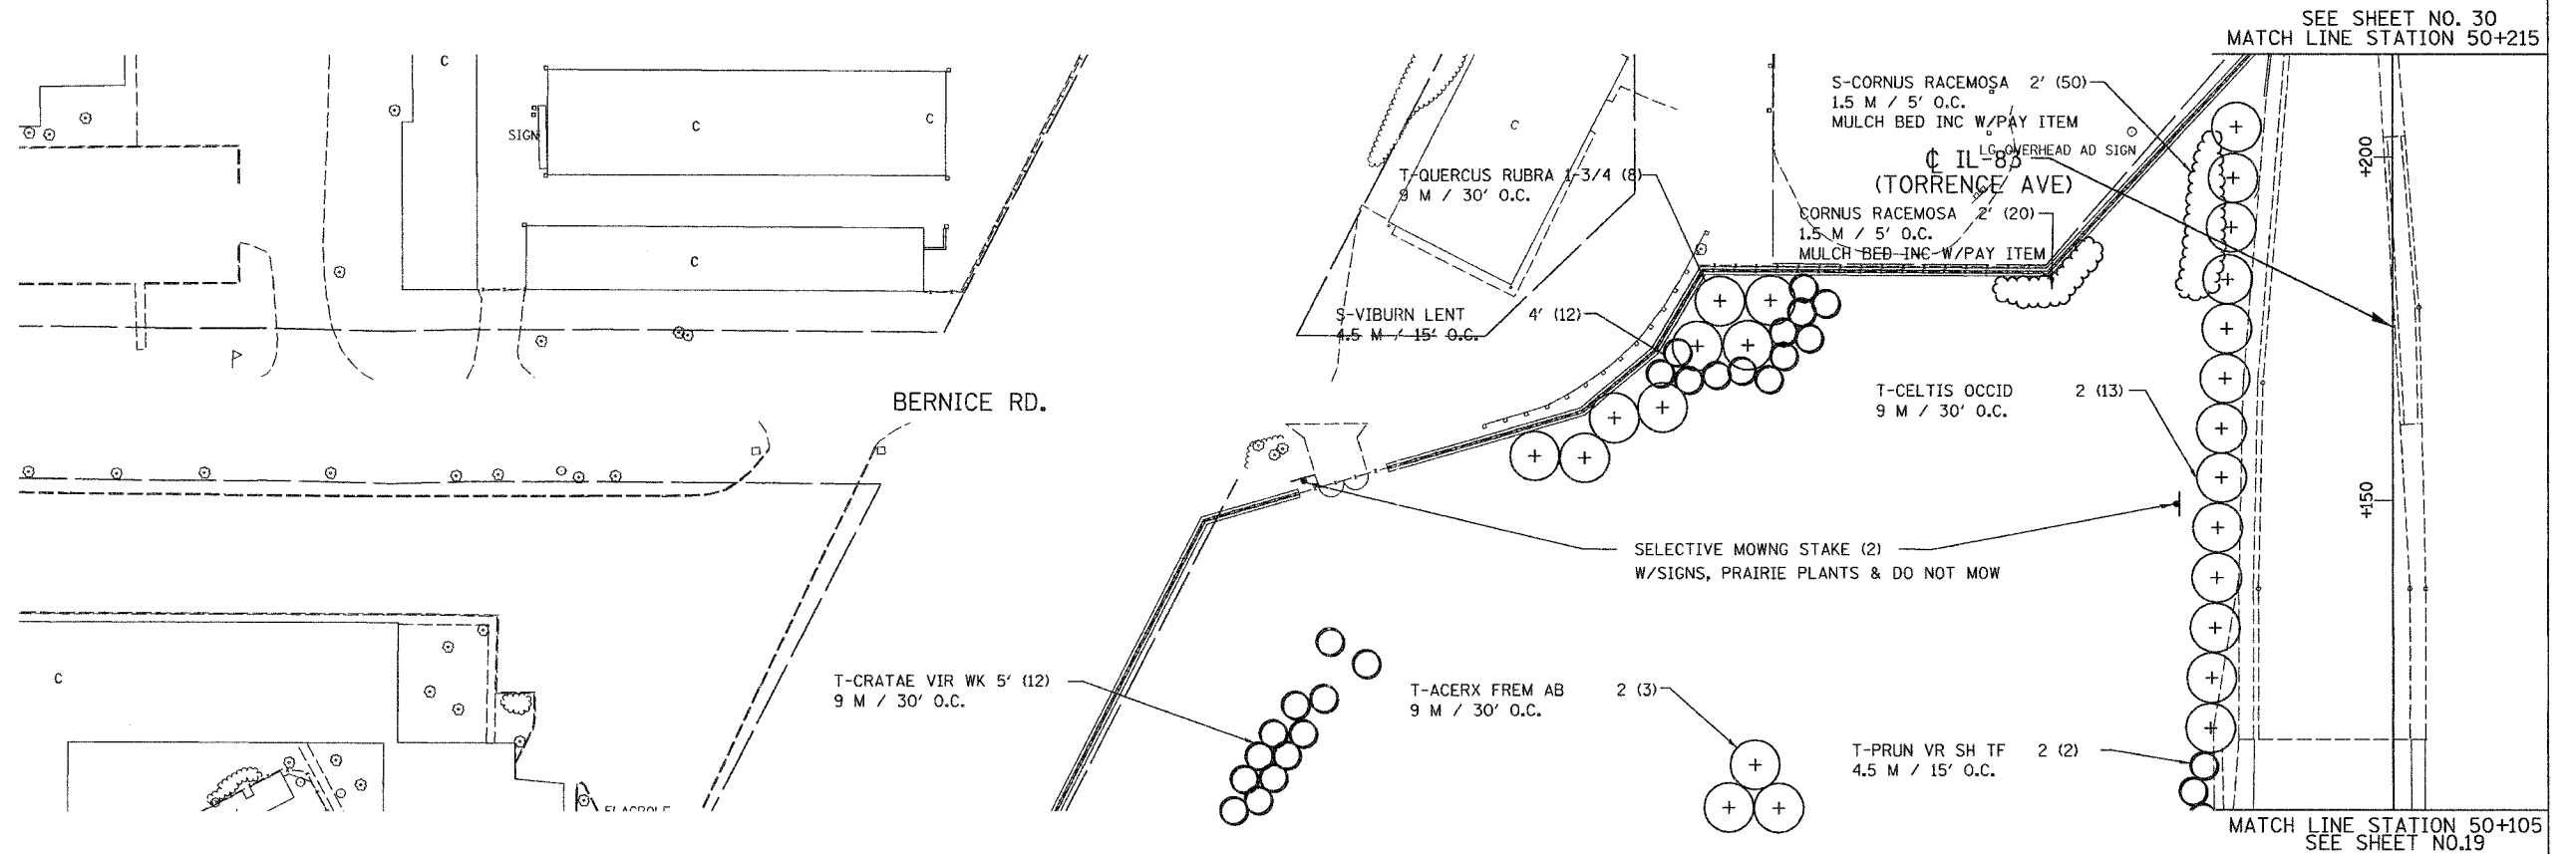 SEE SHEET NO. 30
MATCH LINE STATION 50+215
S-CORNUS RACEMOSA 2' (50)
1.5 M / 5' O.C.
MULCH BED INC W/PAY ITEM
LG OVERHEAD AD SIGN
℄ IL-83
(TORRENCE AVE)
CORNUS RACEMOSA 2' (20)
1.5 M / 5' O.C.
MULCH BED INC W/PAY ITEM
+200
C
C
C
SIGN
C
C
T-QUERCUS RUBRA 1-3/4 (8)
9 M / 30' O.C.
S-VIBURN LENT 4' (12)
4.5 M / 15' O.C.
P
BERNICE RD.
T-CELTIS OCCID 2 (13)
9 M / 30' O.C.
+150
SELECTIVE MOWNG STAKE (2)
W/SIGNS, PRAIRIE PLANTS & DO NOT MOW
C
T-CRATAE VIR WK 5' (12)
9 M / 30' O.C.
T-ACERX FREM AB 2 (3)
9 M / 30' O.C.
T-PRUN VR SH TF 2 (2)
4.5 M / 15' O.C.
MATCH LINE STATION 50+105
SEE SHEET NO.19